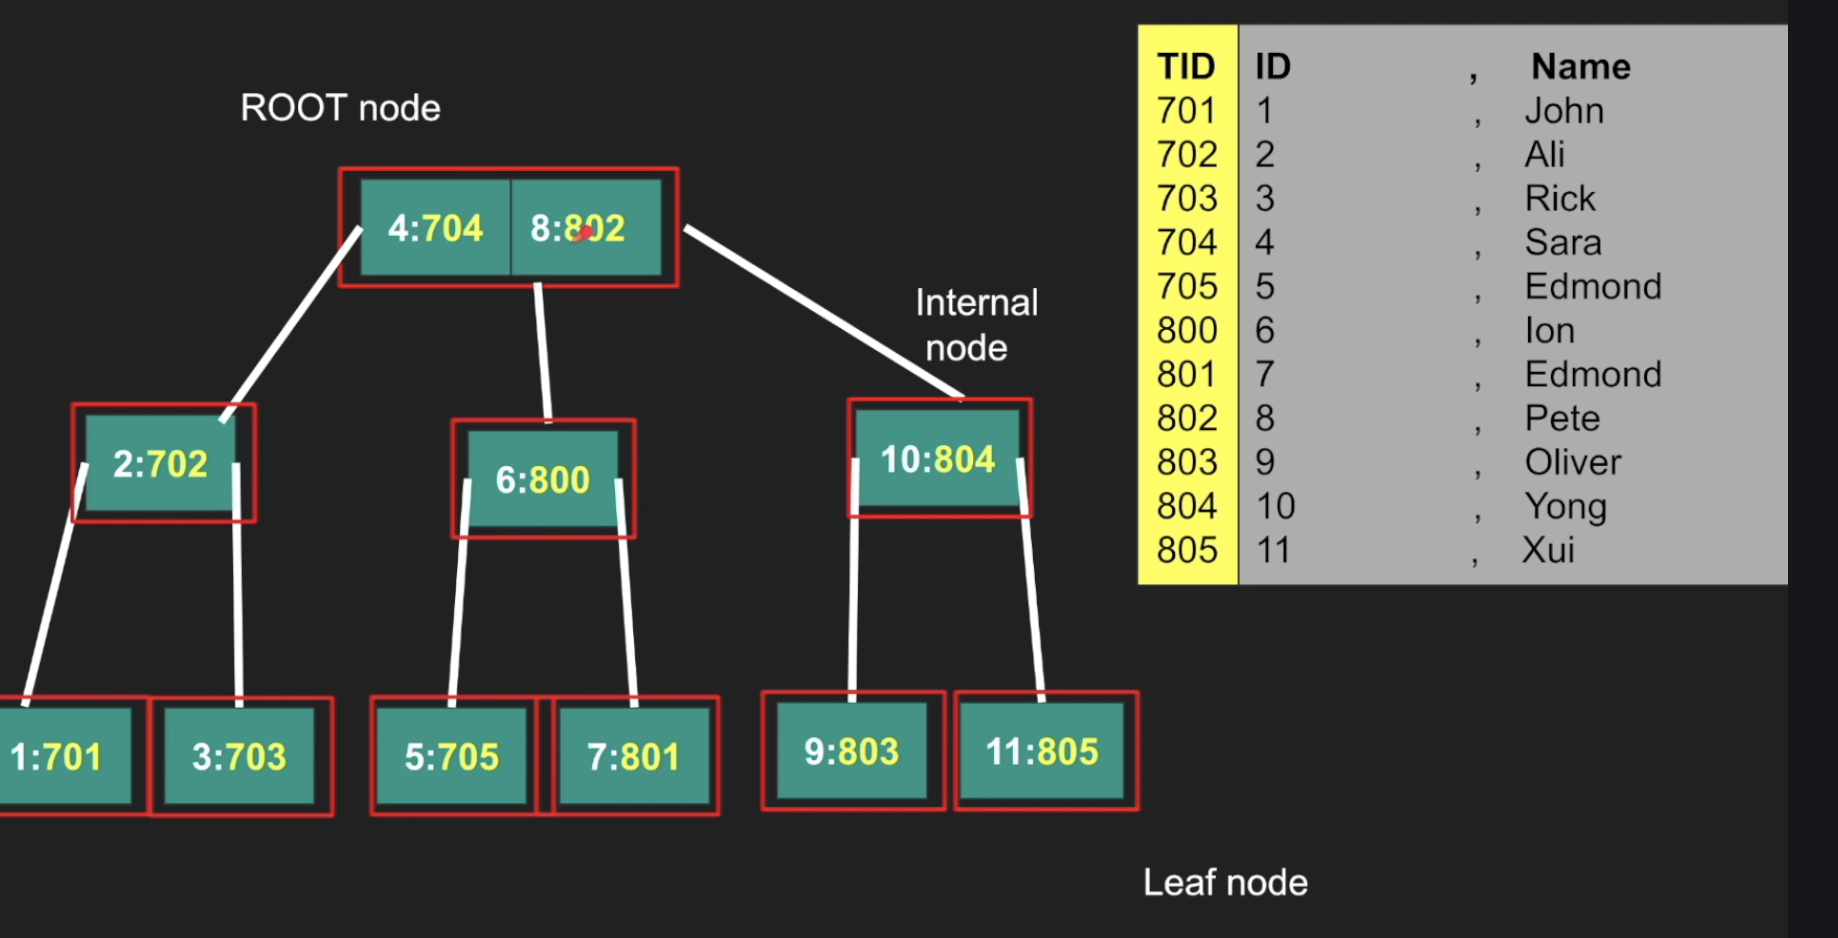 ROOT node
4:704 8:802
Internal
node
2:702
6:800
10:804
1:701
3:703
5:705
7:801
9:803
11:805
Leaf node
TID ID , Name
701 1 , John
702 2 , Ali
703 3 , Rick
704 4 , Sara
705 5 , Edmond
800 6 , Ion
801 7 , Edmond
802 8 , Pete
803 9 , Oliver
804 10 , Yong
805 11 , Xui